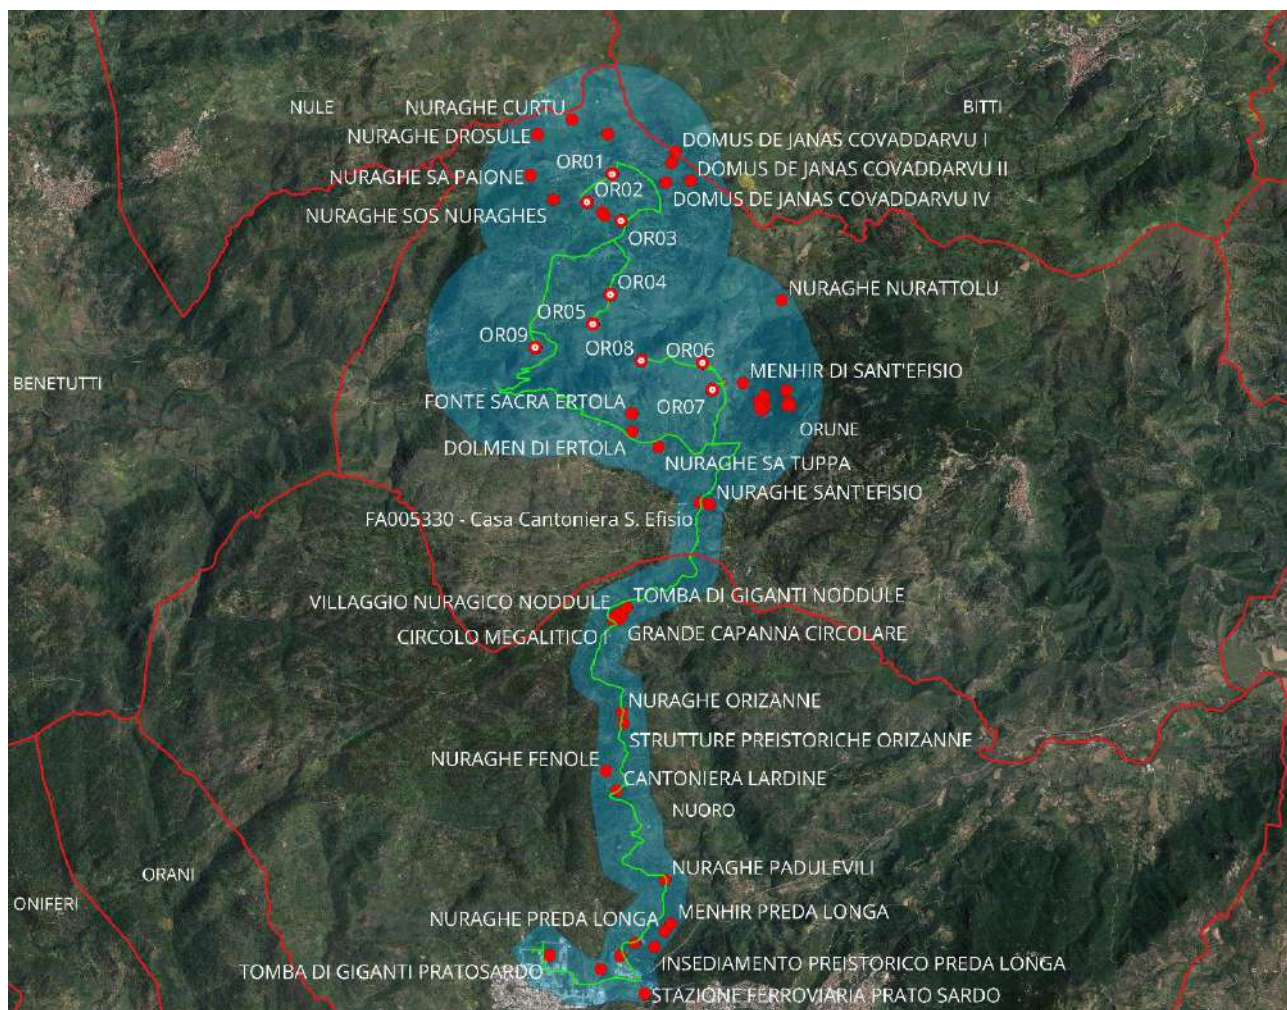 NULE
NURAGHE CURTU
BITTI
NURAGHE DROSULE
DOMUS DE JANAS COVADDARVU I
OR01
DOMUS DE JANAS COVADDARVU II
NURAGHE SA PAIONE
OR02
DOMUS DE JANAS COVADDARVU IV
NURAGHE SOS NURAGHES
OR03
OR04
NURAGHE NURATTOLU
OR05
OR09
OR08
OR06
MENHIR DI SANT'EFISIO
BENETUTTI
FONTE SACRA ERTOLA
OR07
ORUNE
DOLMEN DI ERTOLA
NURAGHE SA TUPPA
NURAGHE SANT'EFISIO
FA005330 - Casa Cantoniera S. Efisio
VILLAGGIO NURAGICO NODDULE
TOMBA DI GIGANTI NODDULE
CIRCOLO MEGALITICO I
GRANDE CAPANNA CIRCOLARE
NURAGHE ORIZANNE
STRUTTURE PREISTORICHE ORIZANNE
NURAGHE FENOLE
CANTONIERA LARDINE
NUORO
NURAGHE PADULEVILI
ORANI
ONIFERI
NURAGHE PREDA LONGA
MENHIR PREDA LONGA
TOMBA DI GIGANTI PRATOSARDO
INSEDIAMENTO PREISTORICO PREDA LONGA
STAZIONE FERROVIARIA PRATO SARDO